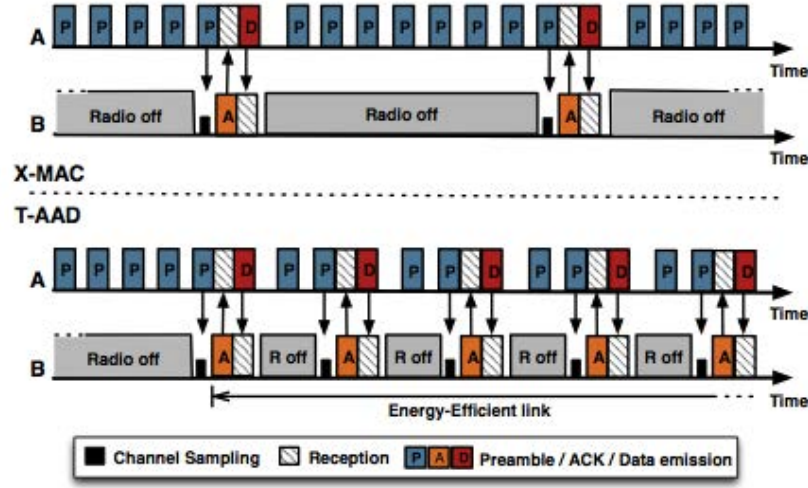 A P P P P P D P P P P P P P P D P P P P
Time
B Radio off A Radio off A Radio off
Time
X-MAC
T-AAD
A P P P P P D P P D P P D P P D P P D
Time
B Radio off A R off A R off A R off A R off A
Time
Energy-Efficient link
Channel Sampling Reception P A D Preamble / ACK / Data emission